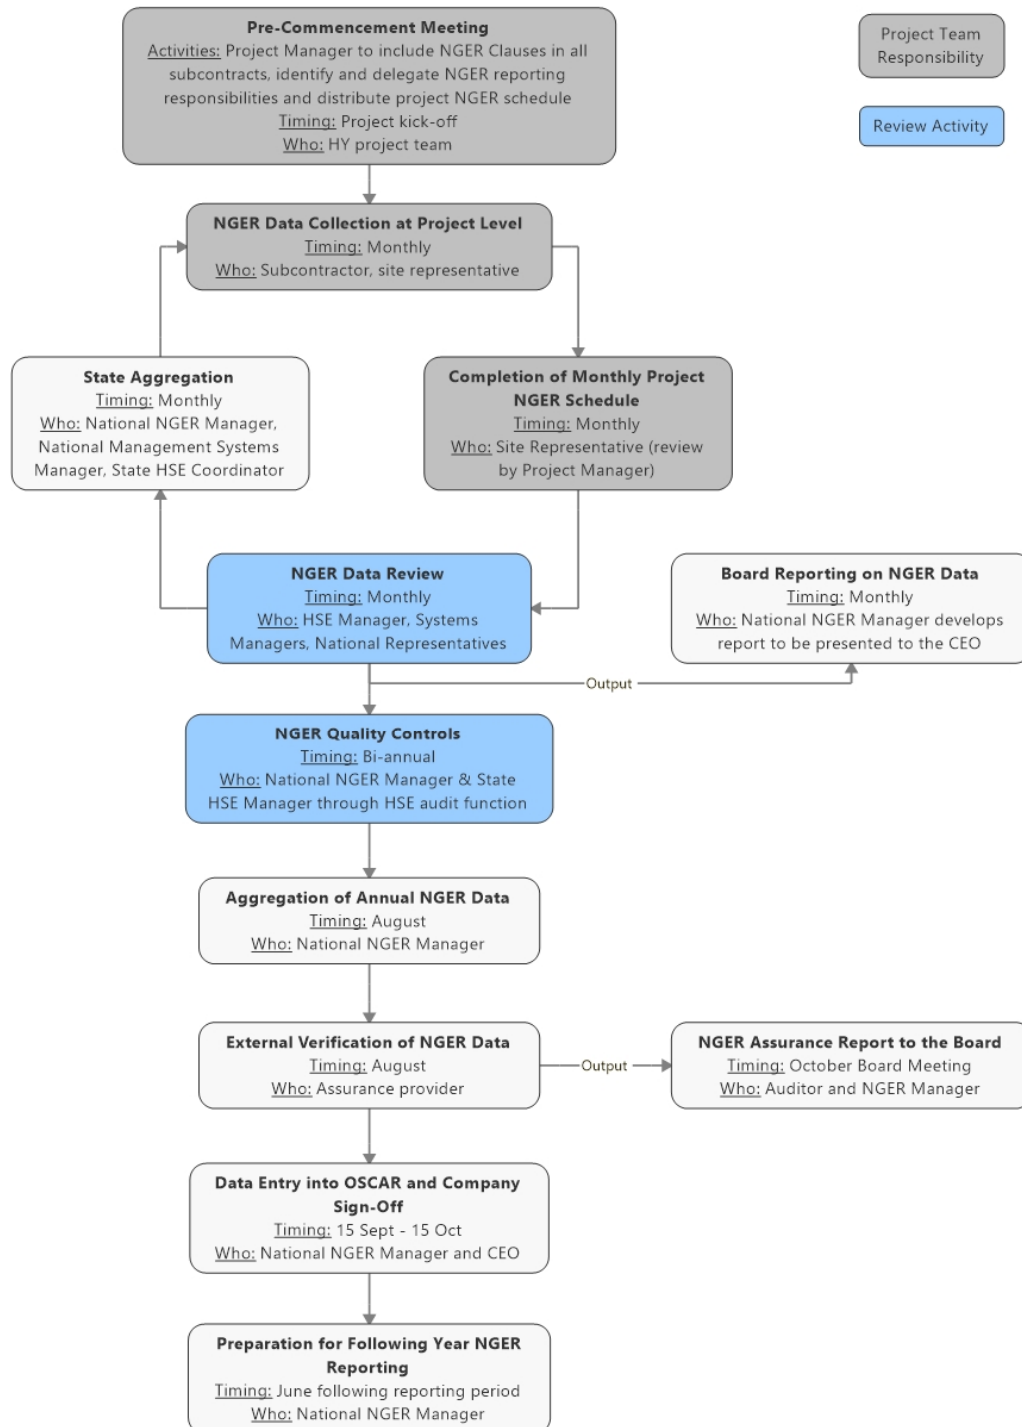 Pre-Commencement Meeting
Activities: Project Manager to include NGER Clauses in all
subcontracts, identify and delegate NGER reporting
responsibilities and distribute project NGER schedule
Timing: Project kick-off
Who: HY project team
Project Team
Responsibility
Review Activity
NGER Data Collection at Project Level
Timing: Monthly
Who: Subcontractor, site representative
State Aggregation
Timing: Monthly
Who: National NGER Manager,
National Management Systems
Manager, State HSE Coordinator
Completion of Monthly Project
NGER Schedule
Timing: Monthly
Who: Site Representative (review
by Project Manager)
NGER Data Review
Timing: Monthly
Who: HSE Manager, Systems
Managers, National Representatives
Board Reporting on NGER Data
Timing: Monthly
Who: National NGER Manager develops
report to be presented to the CEO
Output
NGER Quality Controls
Timing: Bi-annual
Who: National NGER Manager & State
HSE Manager through HSE audit function
Aggregation of Annual NGER Data
Timing: August
Who: National NGER Manager
External Verification of NGER Data
Timing: August
Who: Assurance provider
Output
NGER Assurance Report to the Board
Timing: October Board Meeting
Who: Auditor and NGER Manager
Data Entry into OSCAR and Company
Sign-Off
Timing: 15 Sept - 15 Oct
Who: National NGER Manager and CEO
Preparation for Following Year NGER
Reporting
Timing: June following reporting period
Who: National NGER Manager